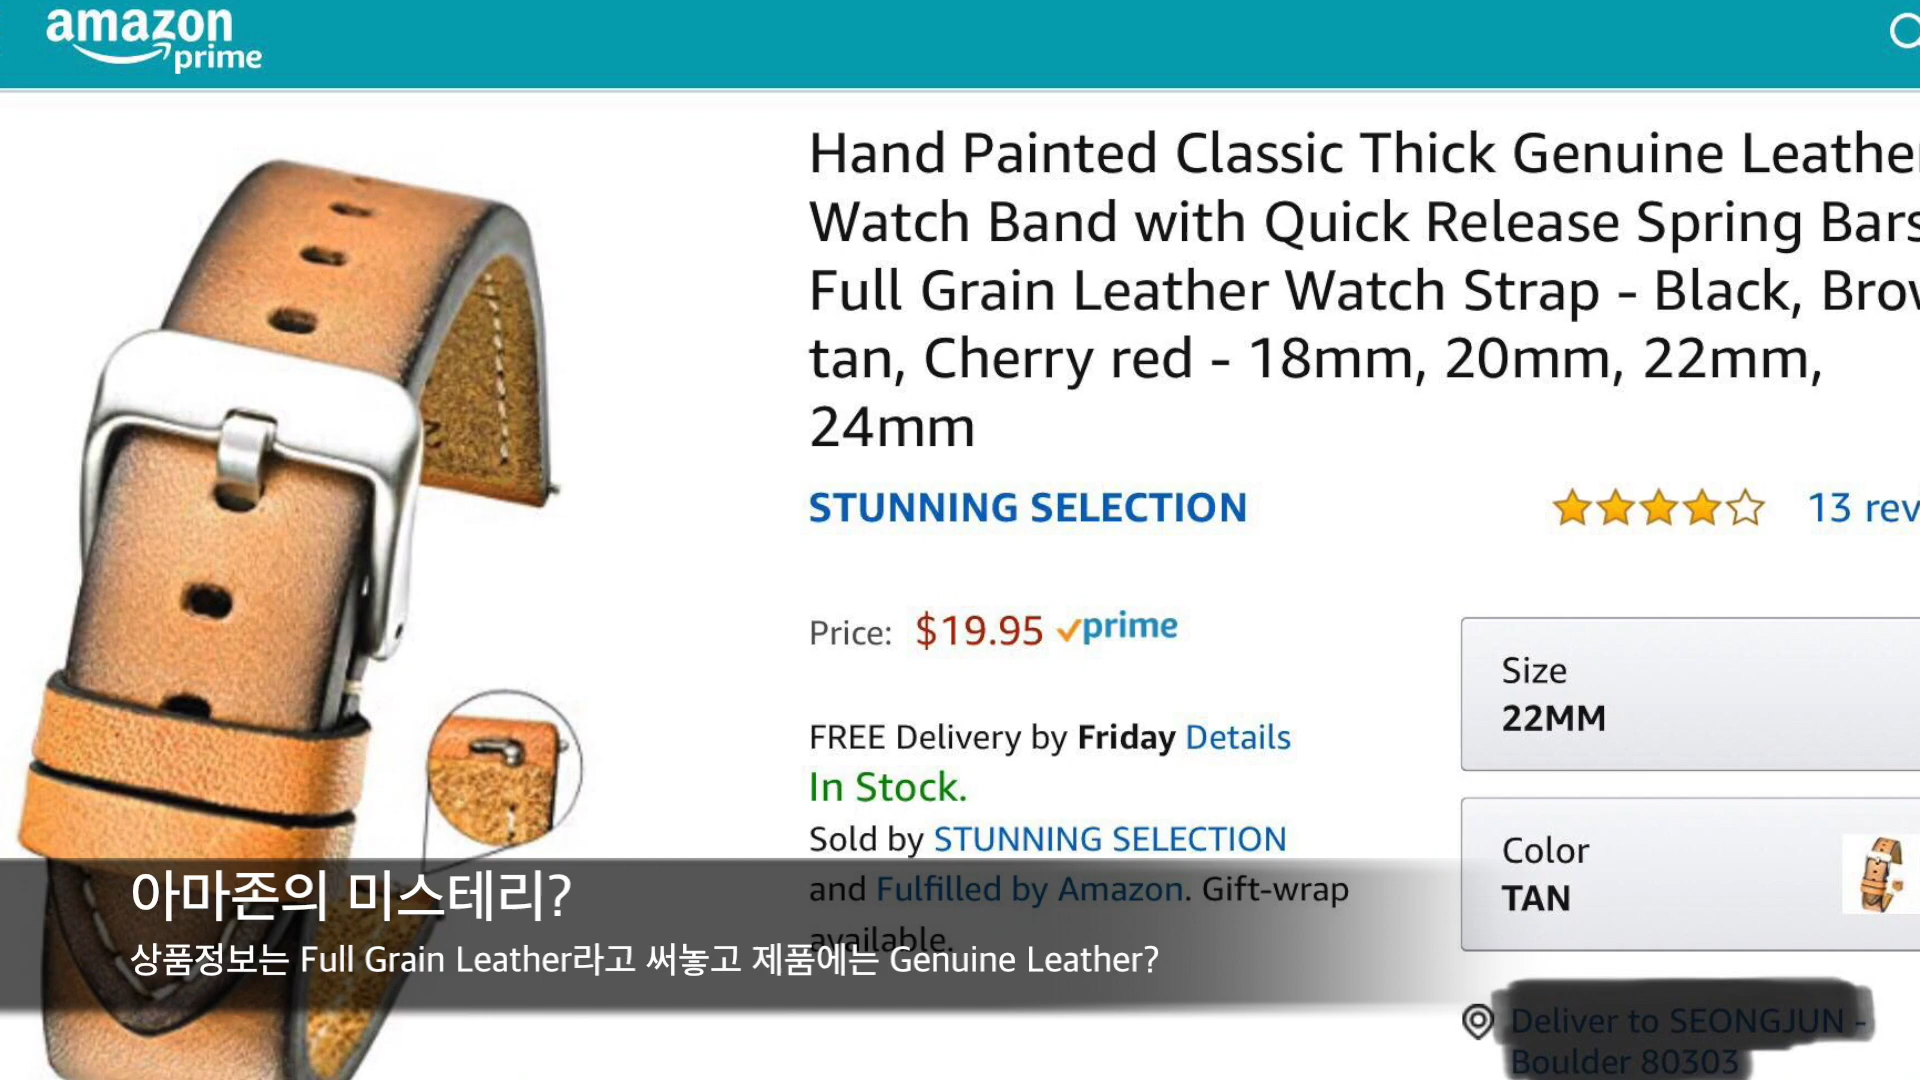 amazon
prime
Hand Painted Classic Thick Genuine Leather
Watch Band with Quick Release Spring Bars
Full Grain Leather Watch Strap - Black,
tan, Cherry red - 18mm, 20mm, 22mm,
24mm
STUNNING SELECTION
13
Price: $19.95 prime
FREE Delivery by Friday Details
In Stock.
Sold by STUNNING SELECTION
and Fulfilled by Amazon. Gift-wrap
available.
Size
22MM
Color
TAN
아마존의 미스테리?
상품정보는 Full Grain Leather라고 써놓고 제품에는 Genuine Leather?
Deliver to SEONGJUN -
Boulder 80303